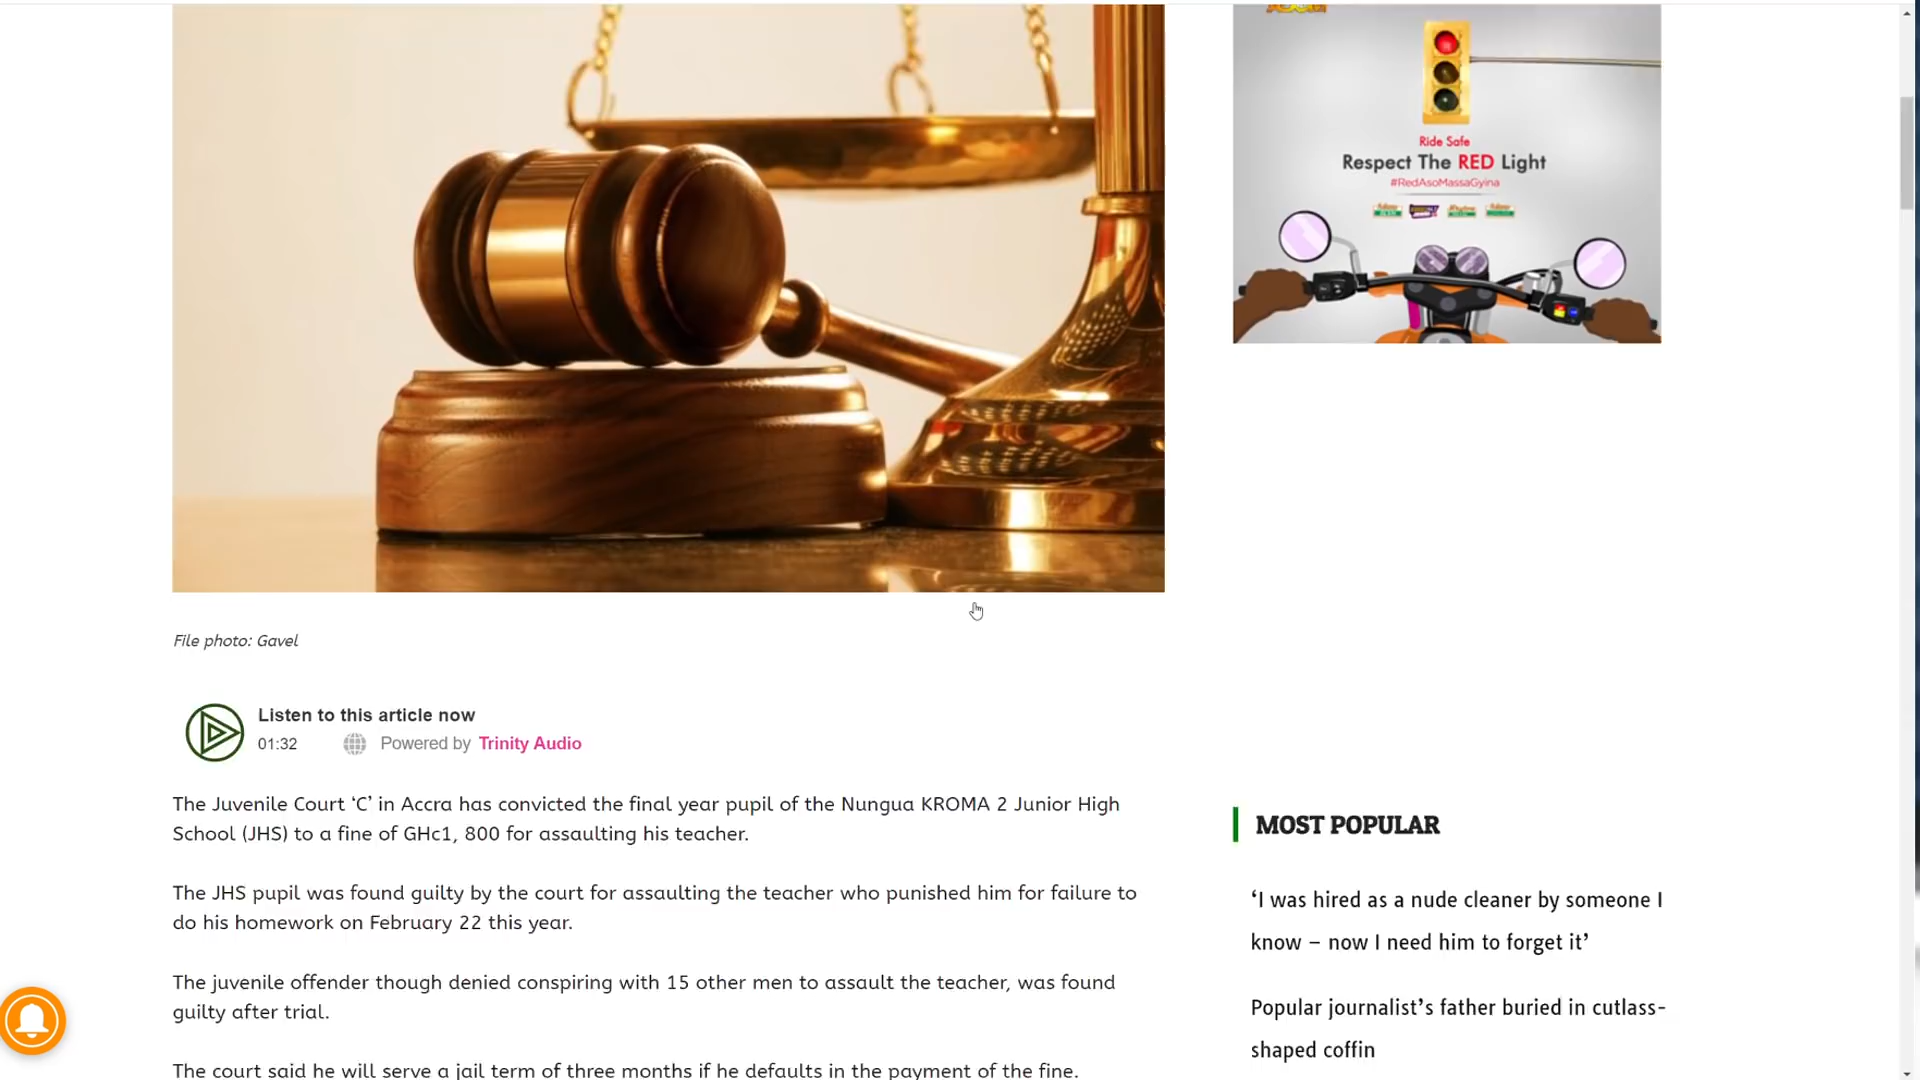 Ride Safe
Respect The RED Light
#RedAsoMassaGyina
File photo: Gavel
Listen to this article now
01:32 Powered by Trinity Audio
The Juvenile Court ‘C’ in Accra has convicted the final year pupil of the Nungua KROMA 2 Junior High
School (JHS) to a fine of GHc1, 800 for assaulting his teacher.
The JHS pupil was found guilty by the court for assaulting the teacher who punished him for failure to
do his homework on February 22 this year.
The juvenile offender though denied conspiring with 15 other men to assault the teacher, was found
guilty after trial.
The court said he will serve a jail term of three months if he defaults in the payment of the fine.
MOST POPULAR
‘I was hired as a nude cleaner by someone I
know – now I need him to forget it’
Popular journalist’s father buried in cutlass-
shaped coffin